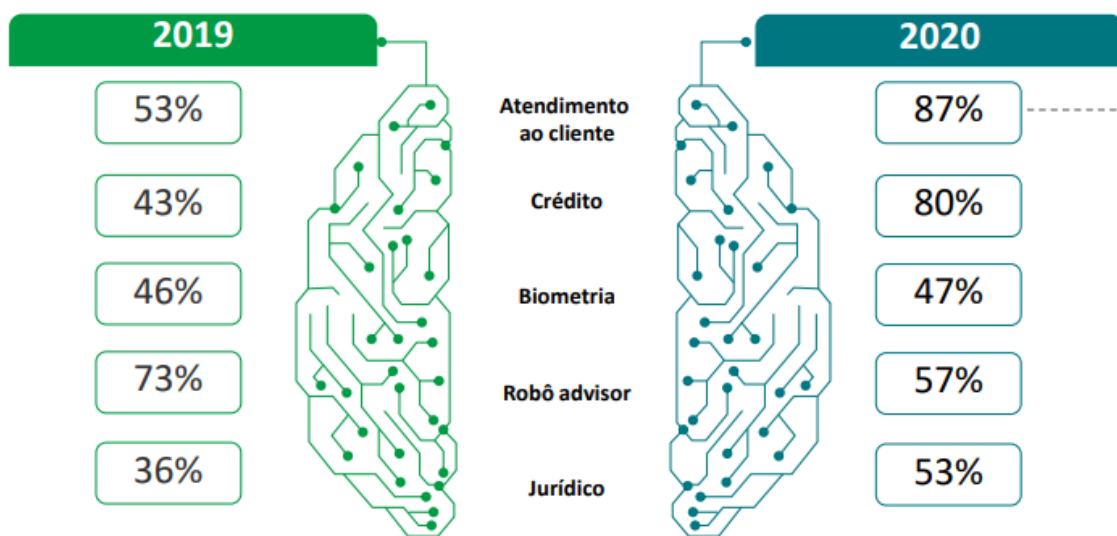 2019
2020
53%
Atendimento
ao cliente
87%
43%
Crédito
80%
46%
Biometria
47%
73%
Robô advisor
57%
36%
Jurídico
53%